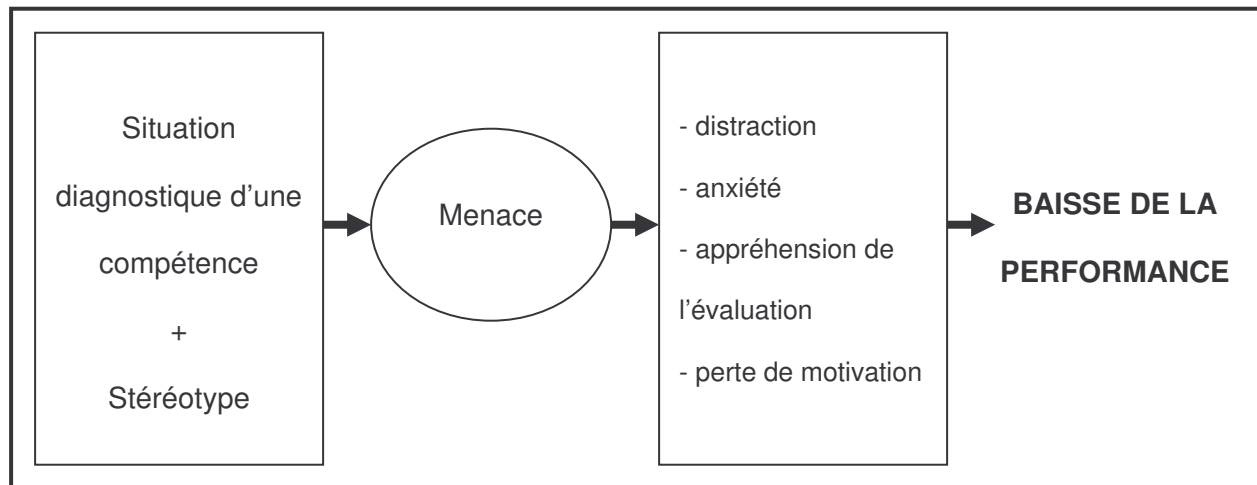 Situation
diagnostique d'une
compétence
+
Stéréotype
Menace
- distraction
- anxiété
- appréhension de
l'évaluation
- perte de motivation
BAISSE DE LA
PERFORMANCE